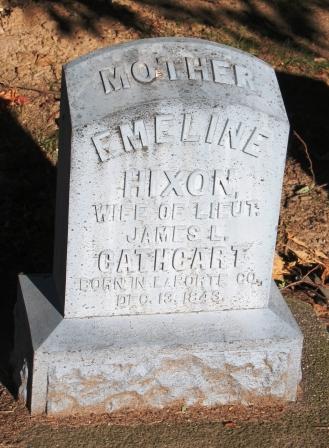 MOTHER
EMELINE
HIXON,
WIFE OF LIEUT.
JAMES L.
CATHCART
BORN IN LAPORTE CO.,
DEC. 13, 1843.